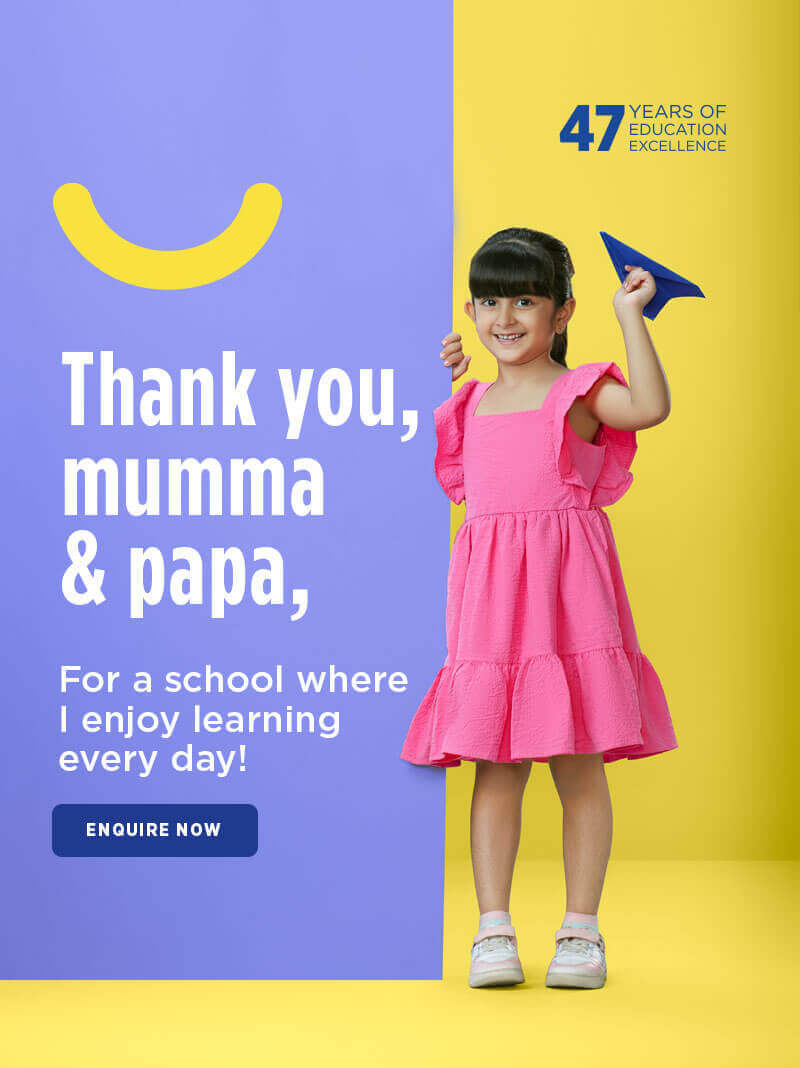 47 YEARS OF
EDUCATION
EXCELLENCE
Thank you,
mumma
& papa,
For a school where
I enjoy learning
every day!
ENQUIRE NOW